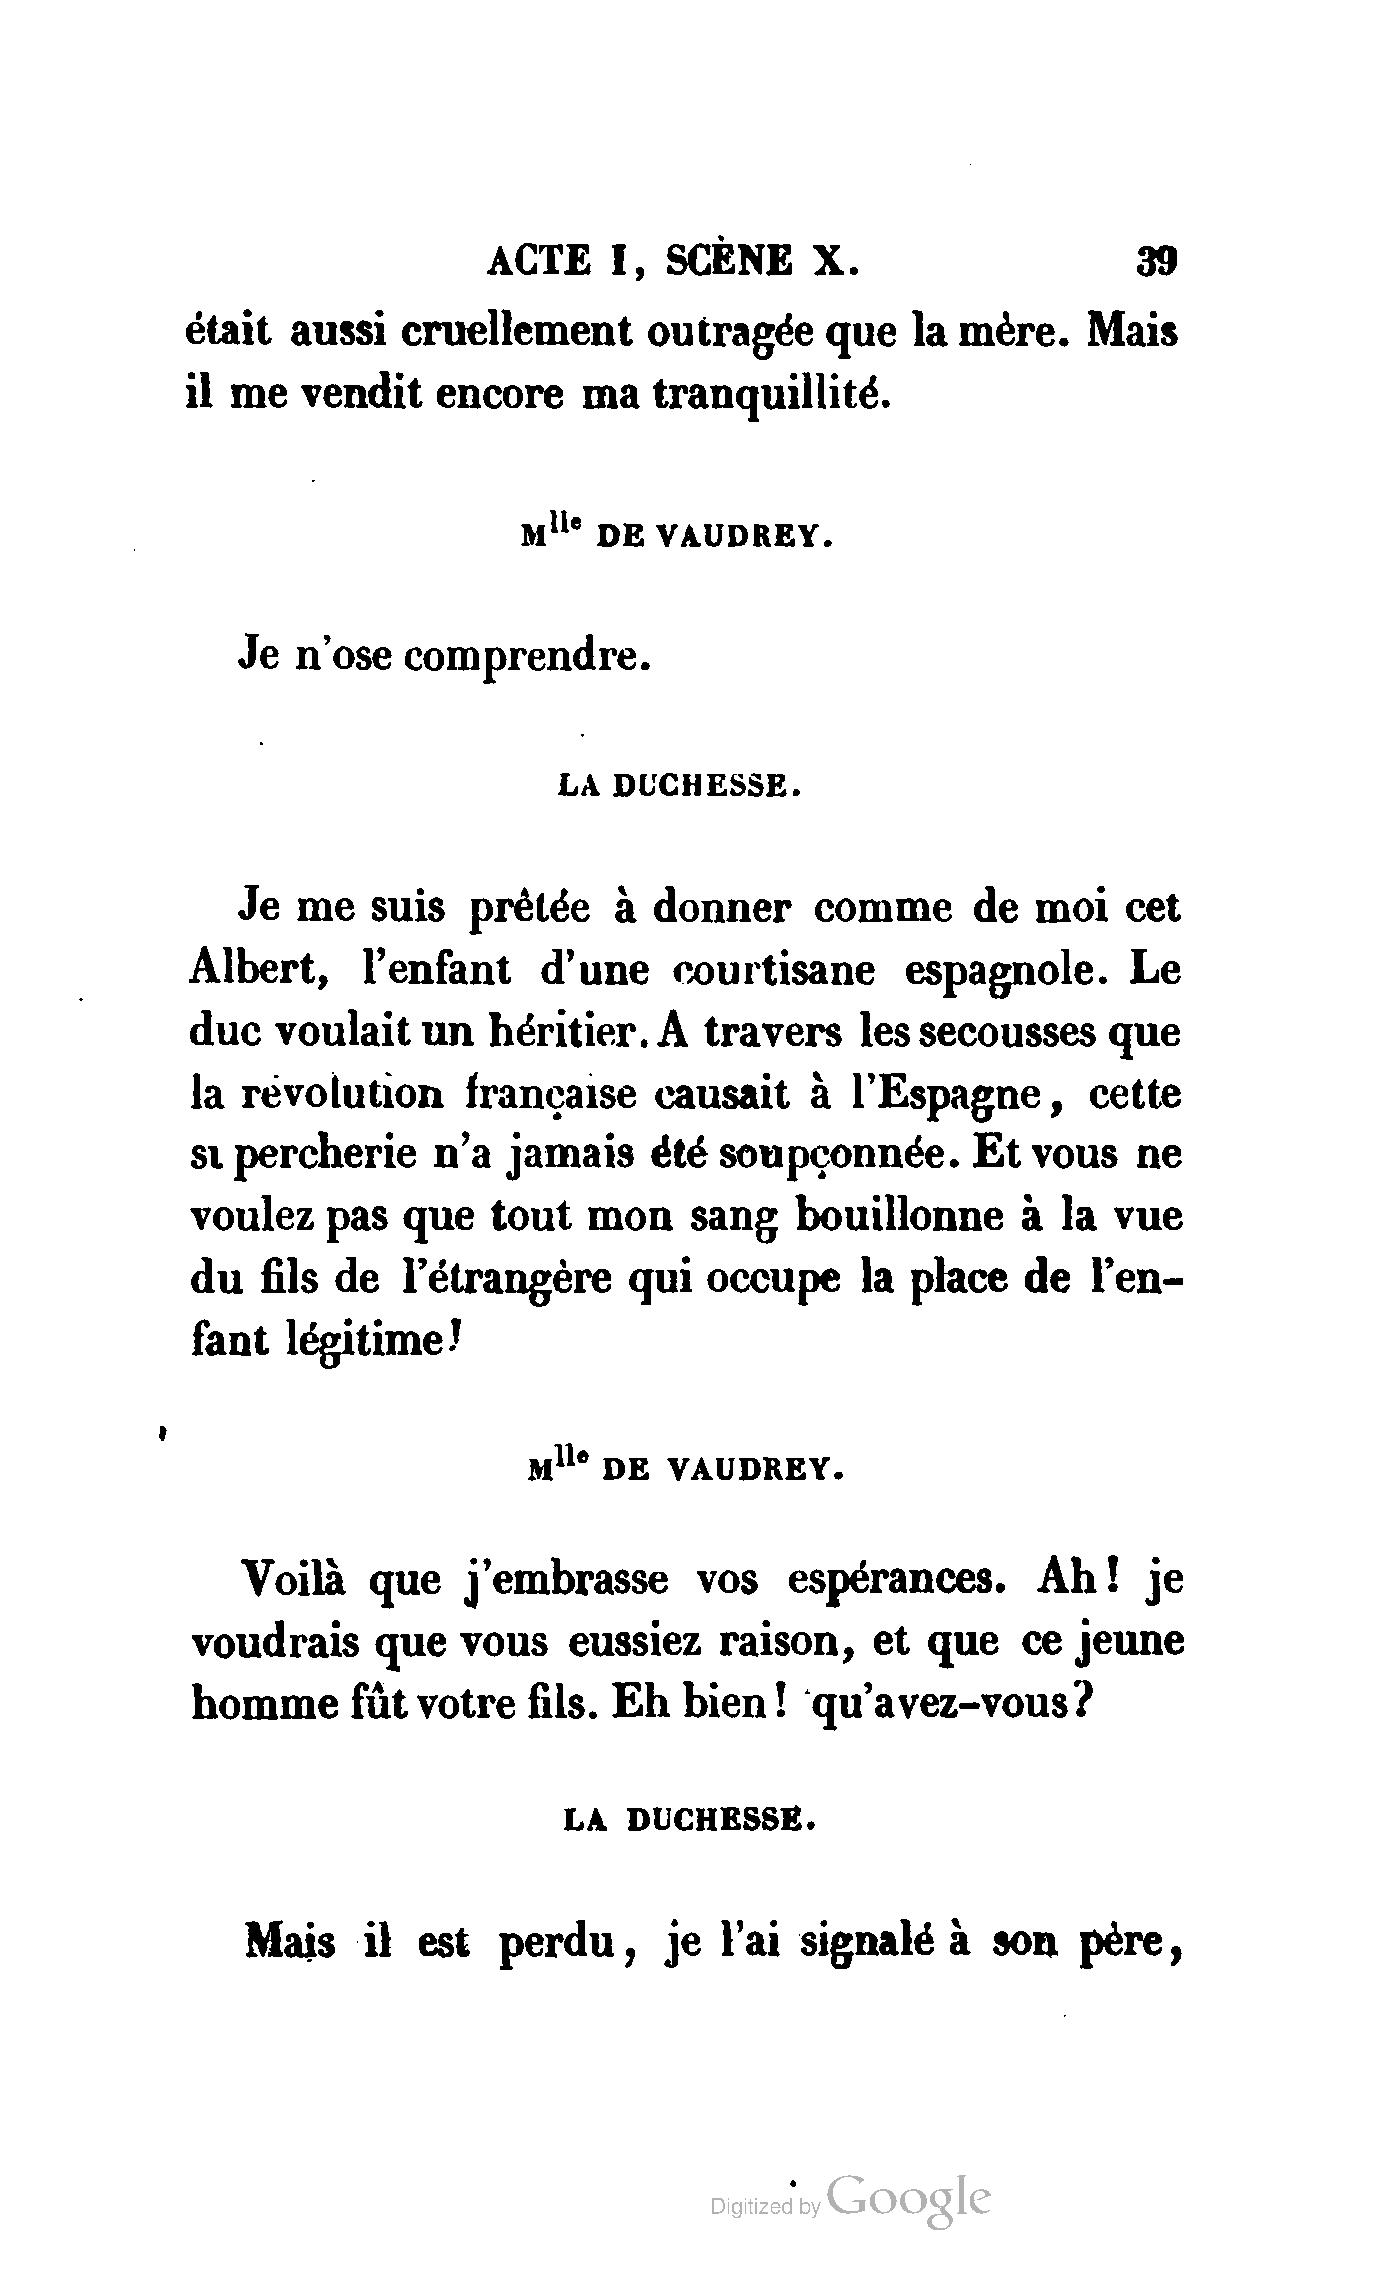 ACTE I, SCÈNE X. 39
était aussi cruellement outragée que la mère. Mais
il me vendit encore ma tranquillité.
Mlle DE VAUDREY.
Je n'ose comprendre.
LA DUCHESSE.
Je me suis prêtée à donner comme de moi cet
Albert, l'enfant d'une courtisane espagnole. Le
duc voulait un héritier. A travers les secousses que
la révolution française causait à l'Espagne, cette
supercherie n'a jamais été soupçonnée. Et vous ne
voulez pas que tout mon sang bouillonne à la vue
du fils de l'étrangère qui occupe la place de l'en-
fant légitime!
Mlle DE VAUDREY.
Voilà que j'embrasse vos espérances. Ah! je
voudrais que vous eussiez raison, et que ce jeune
homme fût votre fils. Eh bien! qu'avez-vous?
LA DUCHESSE.
Mais il est perdu, je l'ai signalé à son père,
Digitized by Google